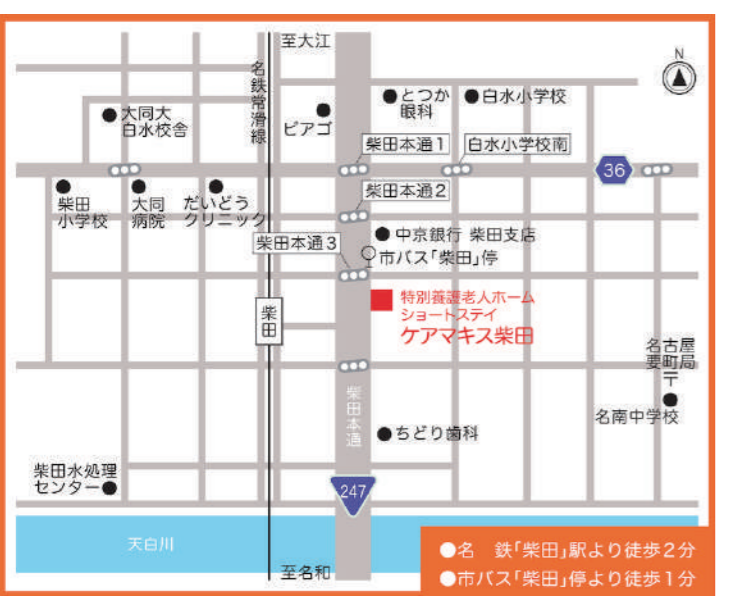 至大江
N
名鉄常滑線
とつか
眼科
白水小学校
大同大
白水校舎
ピアゴ
柴田本通1
白水小学校南
36
柴田
小学校
大同
病院
だいどう
クリニック
柴田本通2
柴田本通3
中京銀行 柴田支店
市バス「柴田」停
特別養護老人ホーム
ショートステイ
ケアマキス柴田
柴田
名古屋
要町局
〒
名南中学校
柴田本通
ちどり歯科
柴田水処理
センター
247
天白川
至名和
●名 鉄「柴田」駅より徒歩2分
●市バス「柴田」停より徒歩1分